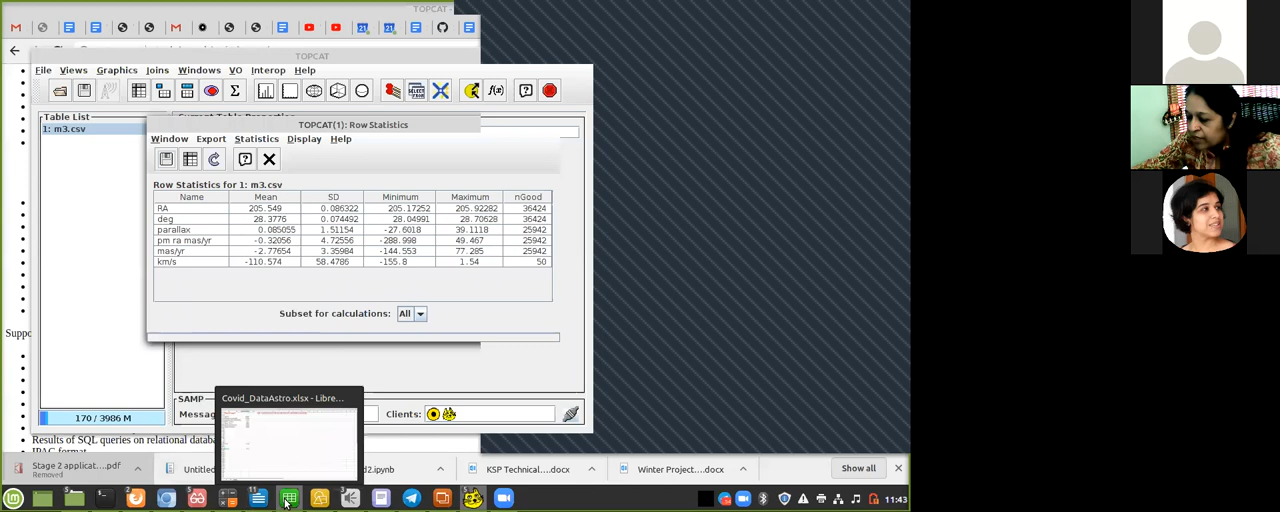 TOPCAT -
TOPCAT
File Views Graphics Joins Windows VO Interop Help
Table List
1: m3.csv
TOPCAT(1): Row Statistics
Window Export Statistics Display Help
Row Statistics for 1: m3.csv
Name Mean SD Minimum Maximum nGood
RA 205.549 0.086322 205.17252 205.92282 36424
deg 28.3776 0.074492 28.04991 28.70628 36424
parallax 0.085055 1.51154 -27.6018 39.1118 25942
pm ra mas/yr -0.32056 4.72556 -288.998 49.467 25942
mas/yr -2.77654 3.35984 -144.553 77.285 25942
km/s -110.574 58.4786 -155.8 1.54 50
Subset for calculations: All
Suppo
SAMP
Covid_DataAstro.xlsx - Libre...
170 / 3986 M
Messa
Clients:
Results of SQL queries on relational datab
IPAC format
Stage 2 applicat....pdf
Removed
Untitled
d2.ipynb
KSP Technical....docx
Winter Project....docx
Show all
11:43